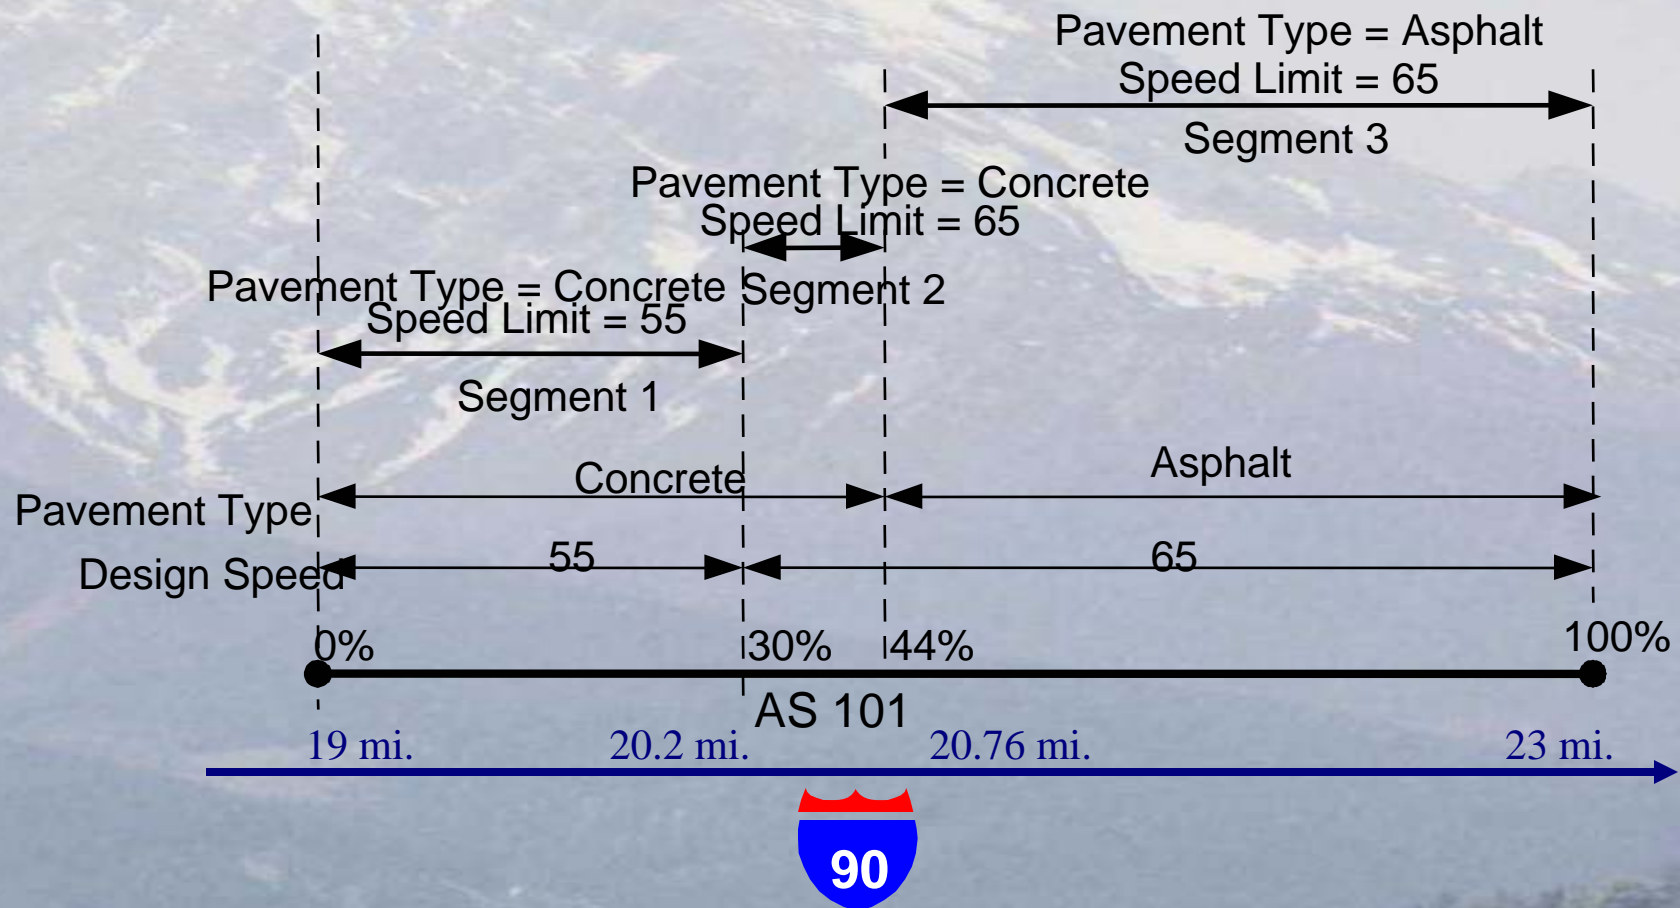 Pavement Type = Asphalt
Speed Limit = 65
Segment 3
Pavement Type = Concrete
Speed Limit = 65
Segment 2
Pavement Type = Concrete
Speed Limit = 55
Segment 1
Concrete
Asphalt
Pavement Type
55
65
Design Speed
0%
30%
44%
100%
AS 101
19 mi.
20.2 mi.
20.76 mi.
23 mi.
90